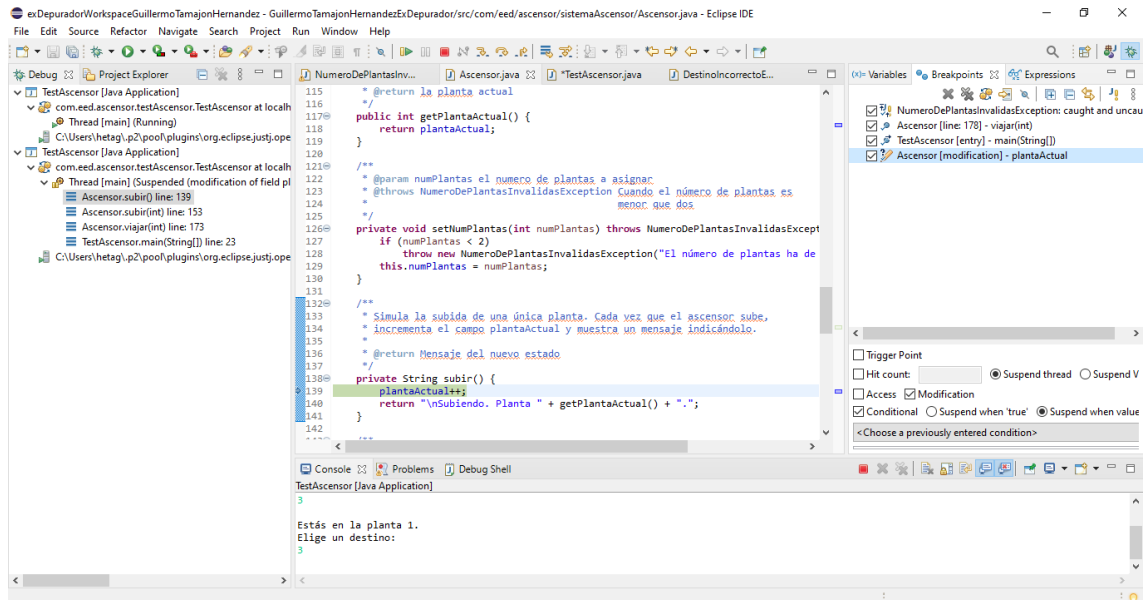 exDepuradorWorkspaceGuillermoTamajonHernandez - GuillermoTamajonHernandezExDepurador/src/com/eed/ascensor/sistemaAscensor/Ascensor.java - Eclipse IDE
File Edit Source Refactor Navigate Search Project Run Window Help
Debug Project Explorer
TestAscensor [Java Application]
com.eed.ascensor.testAscensor.TestAscensor at localh
Thread [main] (Running)
C:\Users\hetag\.p2\pool\plugins\org.eclipse.justj.ope
TestAscensor [Java Application]
com.eed.ascensor.testAscensor.TestAscensor at localh
Thread [main] (Suspended (modification of field pl
Ascensor.subir() line: 139
Ascensor.subir(int) line: 153
Ascensor.viajar(int) line: 173
TestAscensor.main(String[]) line: 23
C:\Users\hetag\.p2\pool\plugins\org.eclipse.justj.ope
NumeroDePlantasInv... Ascensor.java *TestAscensor.java DestinoIncorrectoE...
115 * @return la planta actual
116 */
117 public int getPlantaActual() {
118 return plantaActual;
119 }
120
121 /**
122 * @param numPlantas el numero de plantas a asignar
123 * @throws NumeroDePlantasInvalidasException Cuando el número de plantas es
124 * menor que dos
125 */
126 private void setNumPlantas(int numPlantas) throws NumeroDePlantasInvalidasExcept
127 if (numPlantas < 2)
128 throw new NumeroDePlantasInvalidasException("El número de plantas ha de
129 this.numPlantas = numPlantas;
130 }
131
132 /**
133 * Simula la subida de una única planta. Cada vez que el ascensor sube,
134 * incrementa el campo plantaActual y muestra un mensaje indicándolo.
135 *
136 * @return Mensaje del nuevo estado
137 */
138 private String subir() {
139 plantaActual++;
140 return "\nSubiendo. Planta " + getPlantaActual() + ".";
141 }
142
(x)= Variables Breakpoints Expressions
NumeroDePlantasInvalidasException: caught and uncau
Ascensor [line: 178] - viajar(int)
TestAscensor [entry] - main(String[])
Ascensor [modification] - plantaActual
Trigger Point
Hit count: Suspend thread Suspend V
Access Modification
Conditional Suspend when 'true' Suspend when value
<Choose a previously entered condition>
Console Problems Debug Shell
TestAscensor [Java Application]
3
Estás en la planta 1.
Elige un destino:
3